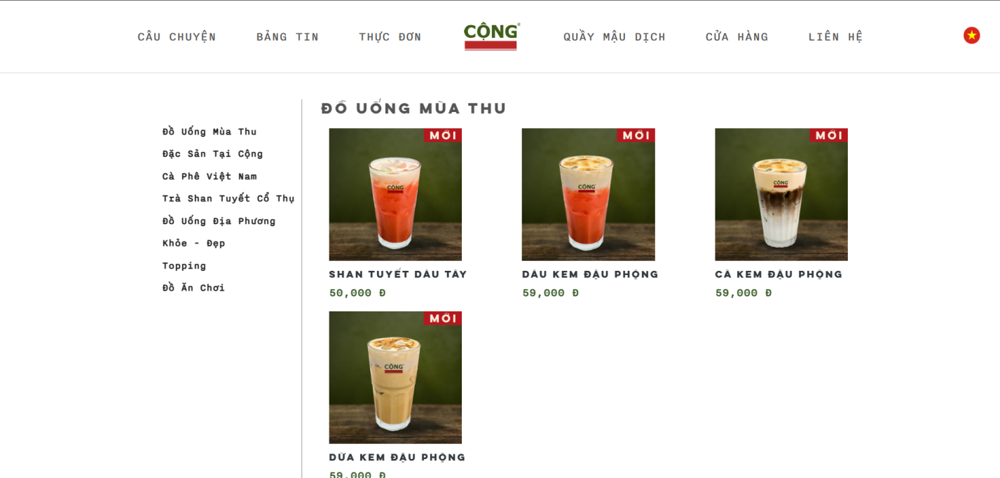 CÂU CHUYỆN
BẢNG TIN
THỰC ĐƠN
CỘNG®
QUẦY MẬU DỊCH
CỬA HÀNG
LIÊN HỆ
Đồ Uống Mùa Thu
Đặc Sản Tại Cộng
Cà Phê Việt Nam
Trà Shan Tuyết Cổ Thụ
Đồ Uống Địa Phương
Khỏe - Đẹp
Topping
Đồ Ăn Chơi
ĐỒ UỐNG MÙA THU
MỚI
CỘNG
SHAN TUYẾT DÂU TÂY
50,000 Đ
MỚI
CỘNG
DÂU KEM ĐẬU PHỘNG
59,000 Đ
MỚI
CỘNG
CÀ KEM ĐẬU PHỘNG
59,000 Đ
MỚI
CỘNG
DỪA KEM ĐẬU PHỘNG
59,000 Đ